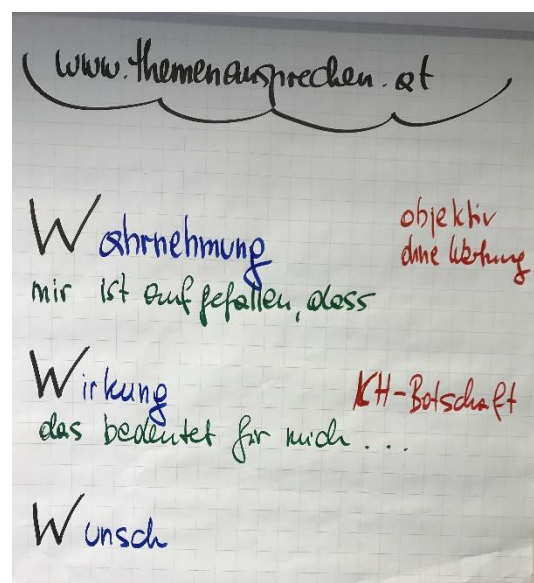 www.themenansprechen.at
Wahrnehmung
objektiv
ohne Wertung
mir ist aufgefallen, dass
Wirkung
ICH-Botschaft
das bedeutet für mich ...
Wunsch